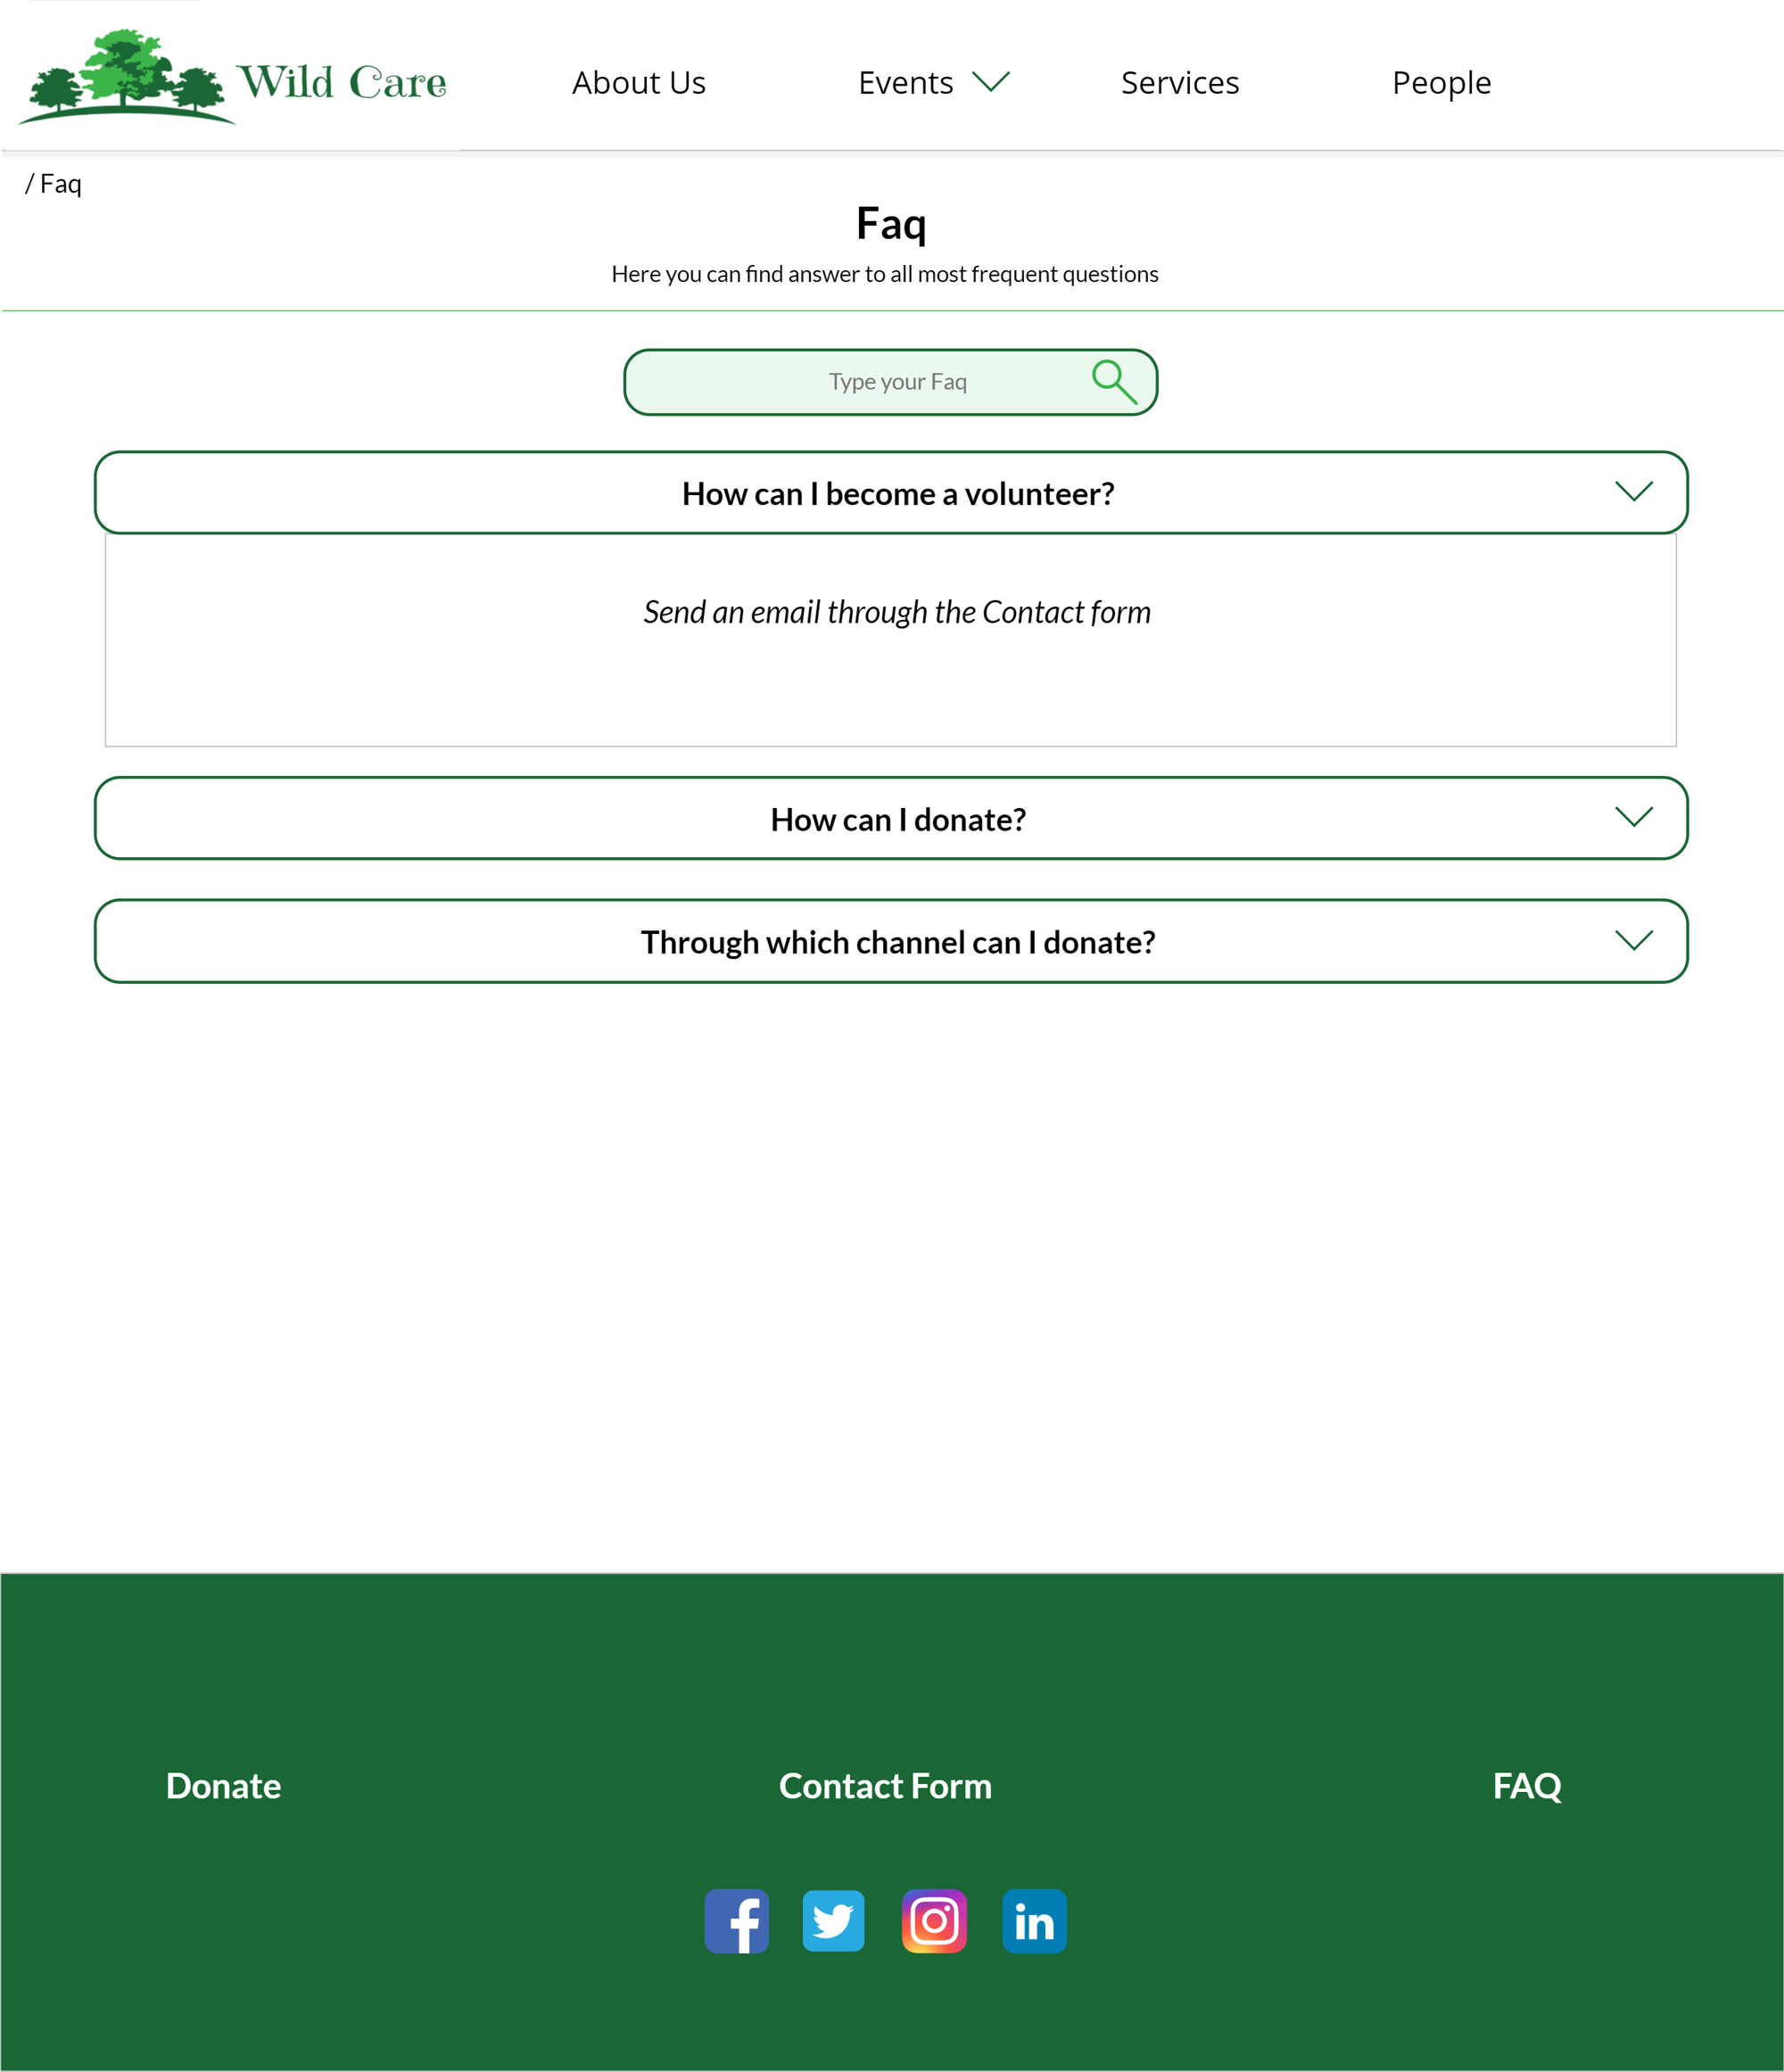 Wild Care
About Us
Events
Services
People
/ Faq
Faq
Here you can find answer to all most frequent questions
Type your Faq
How can I become a volunteer?
Send an email through the Contact form
How can I donate?
Through which channel can I donate?
Donate
Contact Form
FAQ